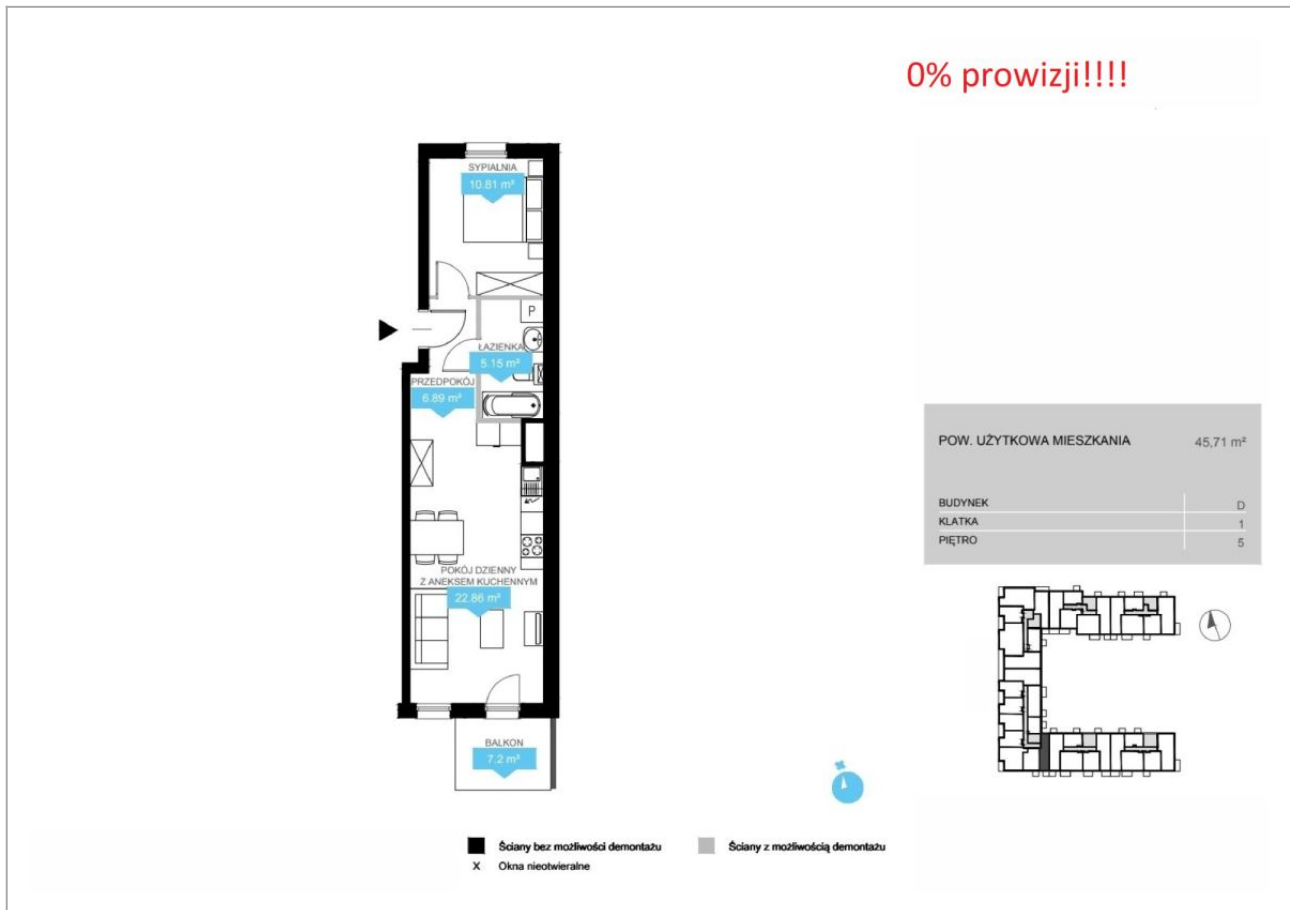 0% prowizji!!!!
SYPIALNIA
10.81 m²
P
ŁAZIENKA
5.15 m²
PRZEDPOKÓJ
6.89 m²
POKÓJ DZIENNY
Z ANEKSEM KUCHENNYM
22.86 m²
BALKON
7.2 m²
POW. UŻYTKOWA MIESZKANIA 45,71 m²
BUDYNEK D
KLATKA 1
PIĘTRO 5
Ściany bez możliwości demontażu
Ściany z możliwością demontażu
X Okna nieotwieralne